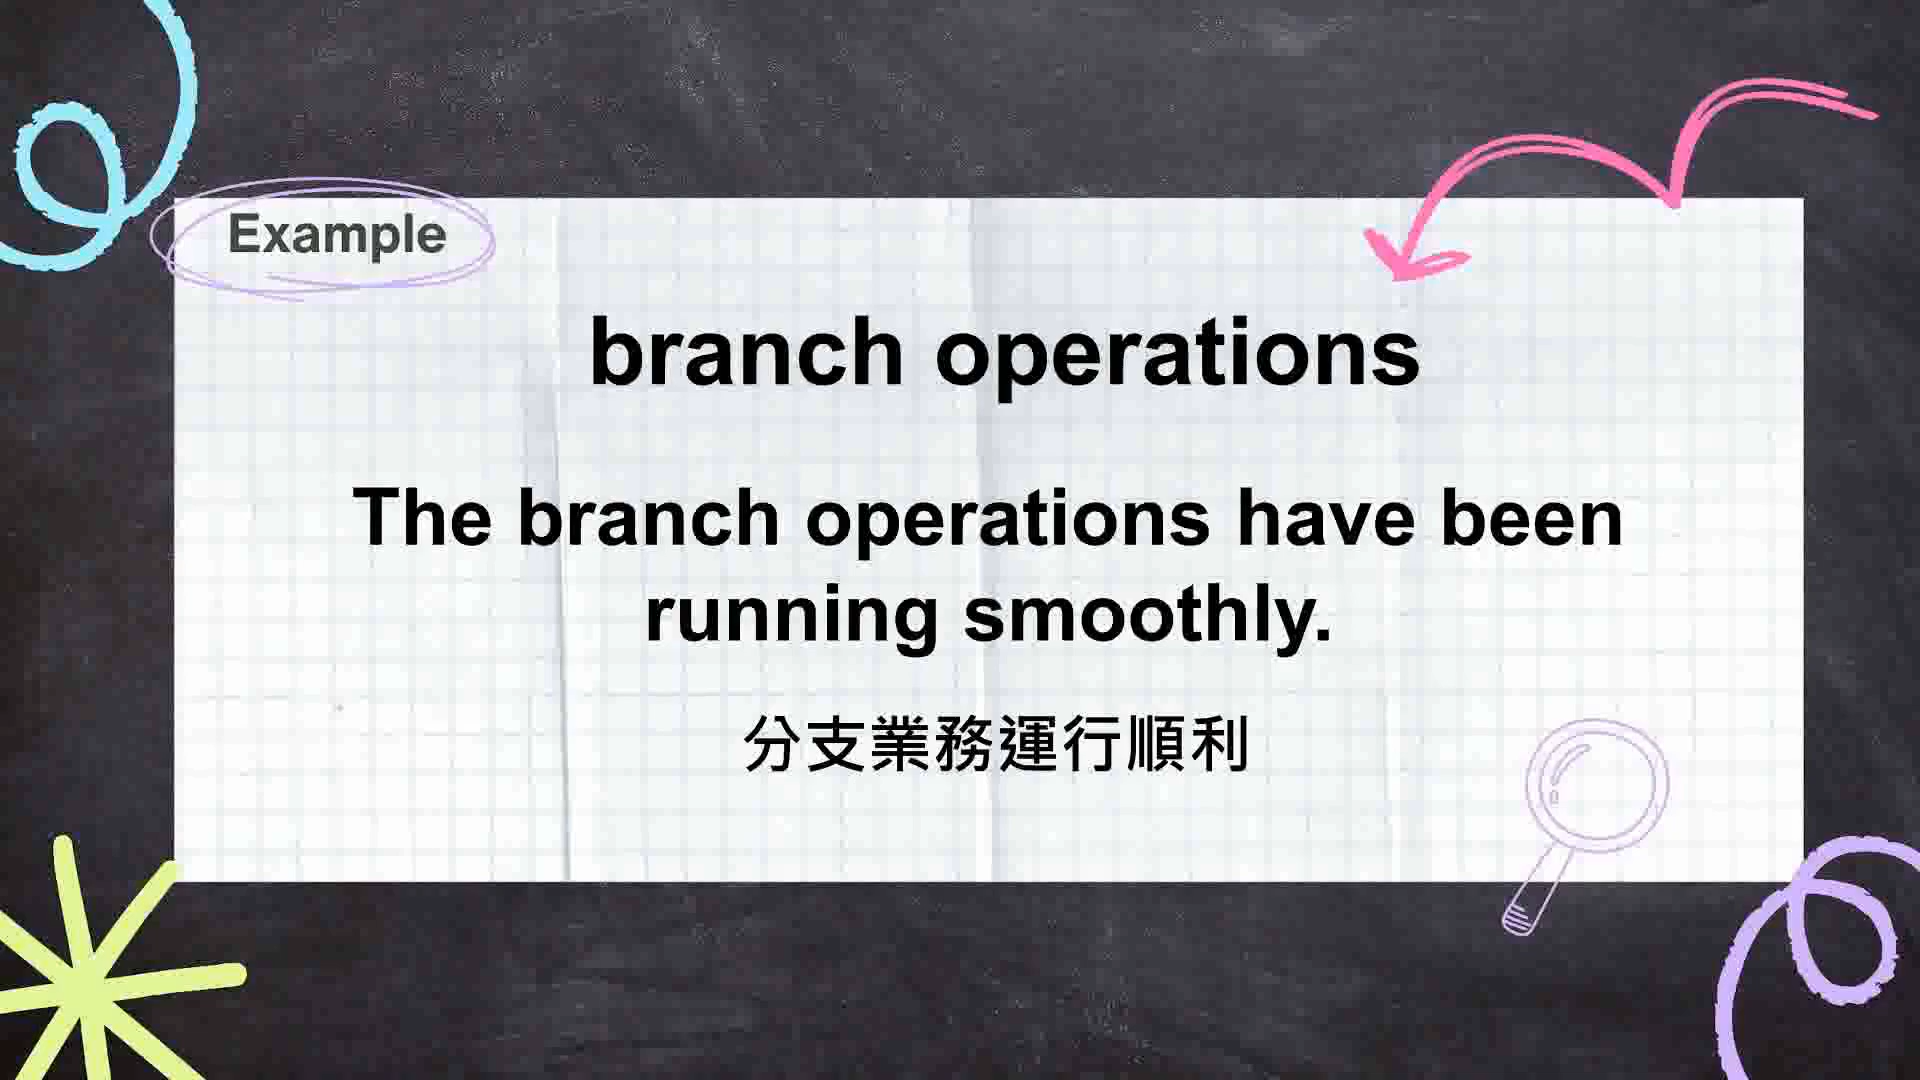 Example
branch operations
The branch operations have been
running smoothly.
分支業務運行順利